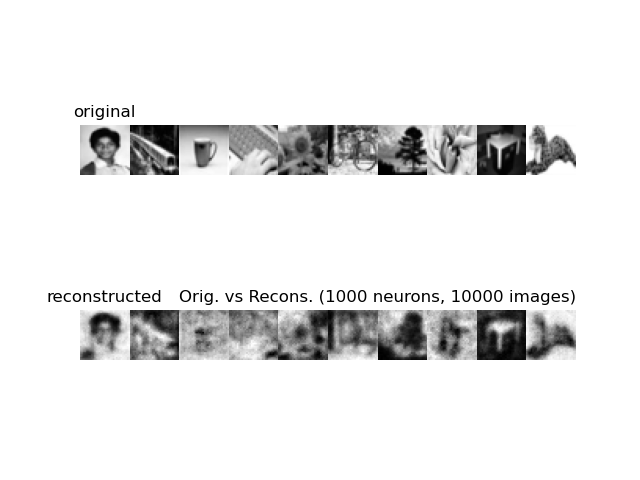 original
reconstructed
Orig. vs Recons. (1000 neurons, 10000 images)